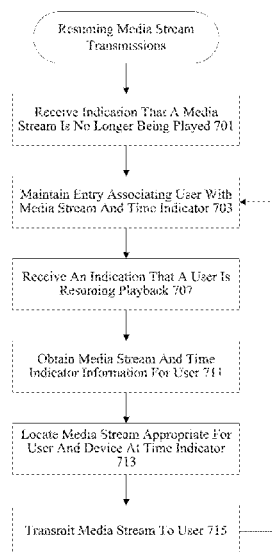 Resuming Media Stream
Transmissions
Receive Indication That A Media
Stream Is No Longer Being Played 701
Maintain Entry Associating User With
Media Stream And Time Indicator 703
Receive An Indication That A User Is
Resuming Playback 707
Obtain Media Stream And Time
Indicator Information For User 711
Locate Media Stream Appropriate For
User And Device At Time Indicator
713
Transmit Media Stream To User 715